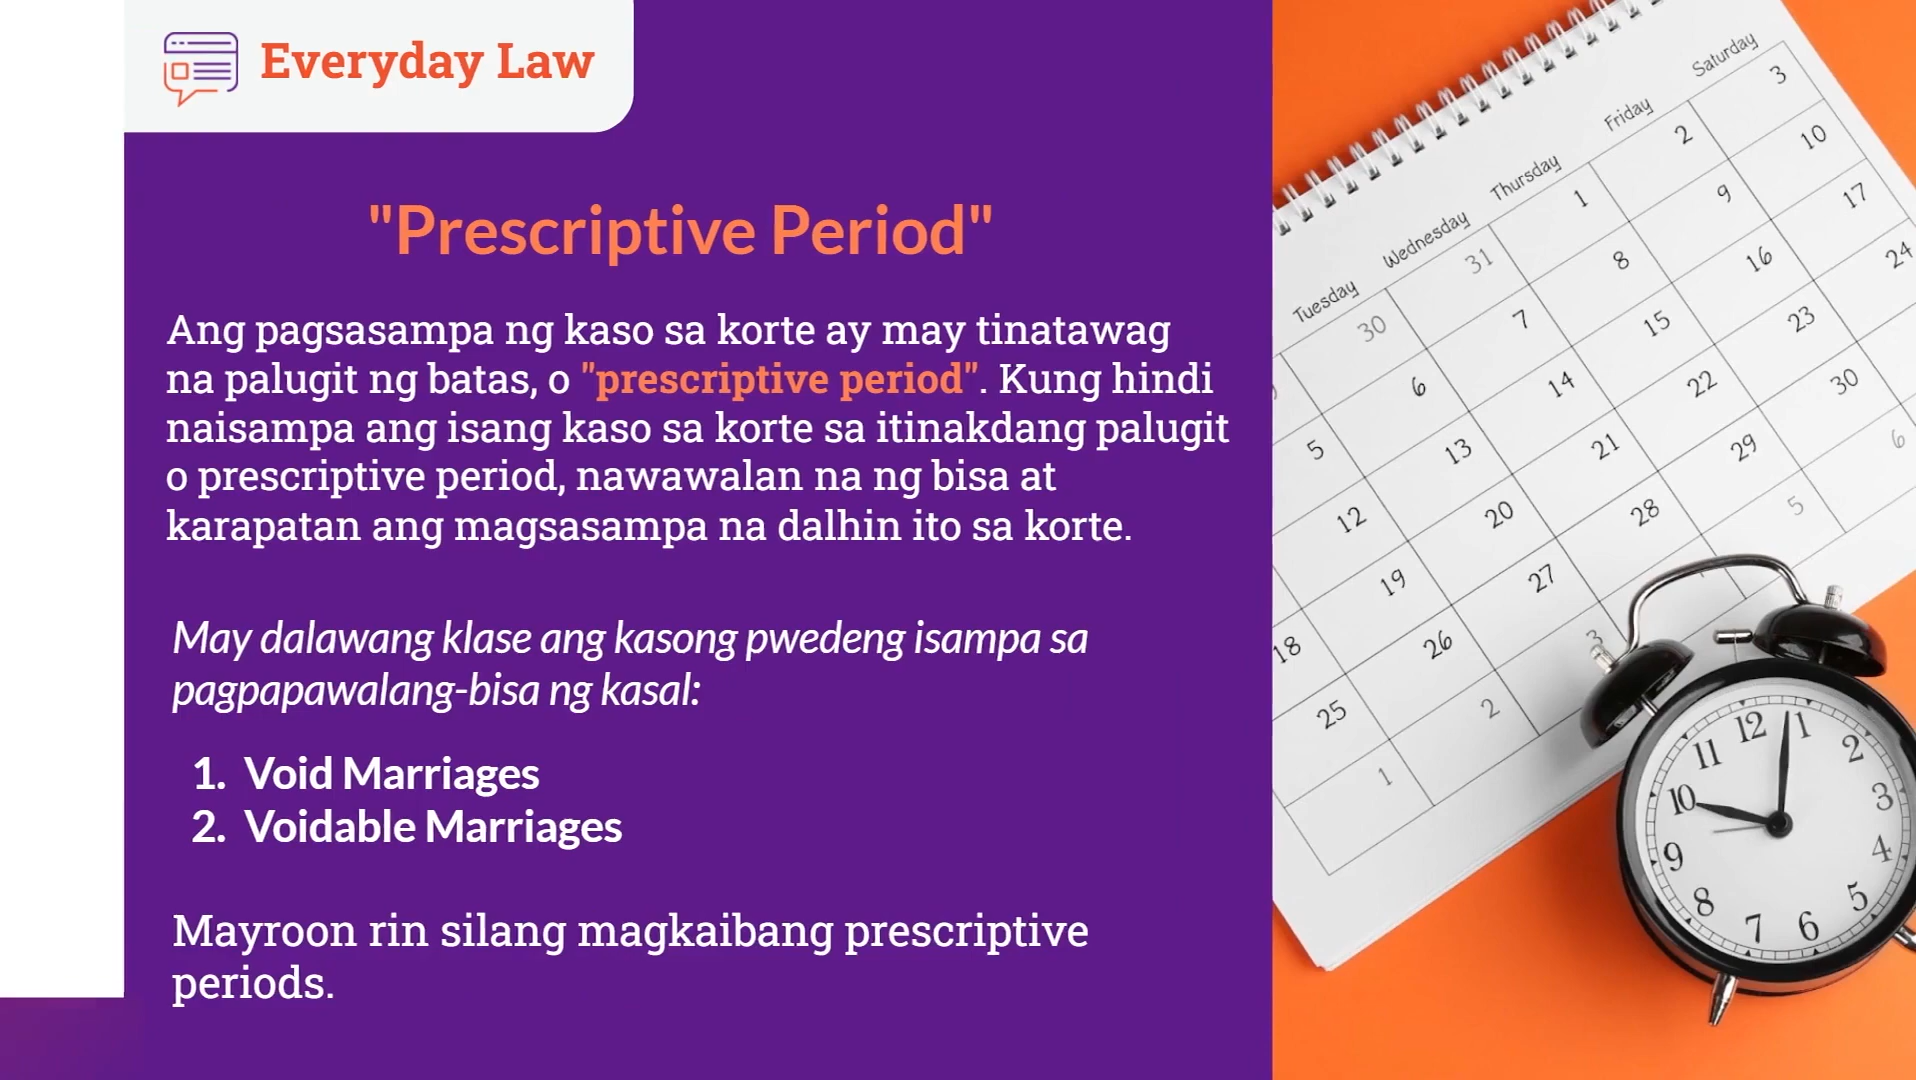 Everyday Law
"Prescriptive Period"
Ang pagsasampa ng kaso sa korte ay may tinatawag
na palugit ng batas, o "prescriptive period". Kung hindi
naisampa ang isang kaso sa korte sa itinakdang palugit
o prescriptive period, nawawalan na ng bisa at
karapatan ang magsasampa na dalhin ito sa korte.
May dalawang klase ang kasong pwedeng isampa sa
pagpapawalang-bisa ng kasal:
1. Void Marriages
2. Voidable Marriages
Mayroon rin silang magkaibang prescriptive
periods.
Tuesday Wednesday Thursday Friday Saturday
30 31 1 2 3
6 7 8 9 10
5 13 14 15 16 17
12 20 21 22 23 24
18 19 27 28 29 30
25 26 3 5 6
1 2
12 1 2 3 4 5 6 7 8 9 10 11